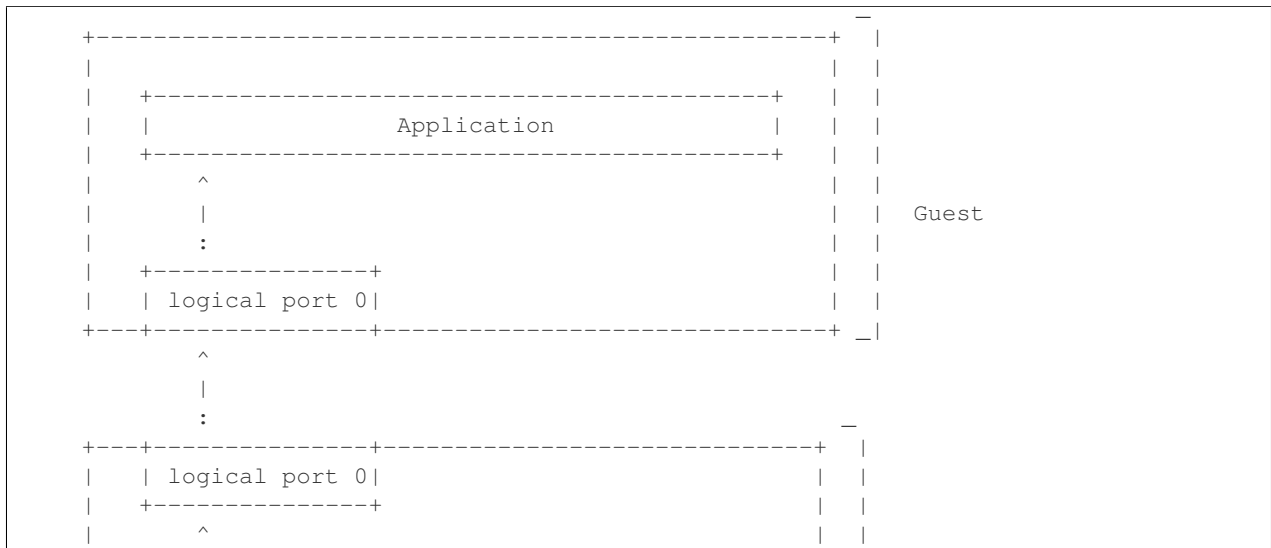 _
     +---------------------------------------------------+  |
     |                                                   |  |
     |   +-------------------------------------------+   |  |
     |   |                 Application               |   |  |
     |   +-------------------------------------------+   |  |
     |       ^                                           |  |
     |       |                                           |  |  Guest
     |       :                                           |  |
     |   +---------------+                               |  |
     |   | logical port 0|                               |  |
     +---+---------------+-------------------------------+ _|
             ^
             |
             :                                            _
     +---+---------------+------------------------------+  |
     |   | logical port 0|                              |  |
     |   +---------------+                              |  |
     |       ^                                          |  |